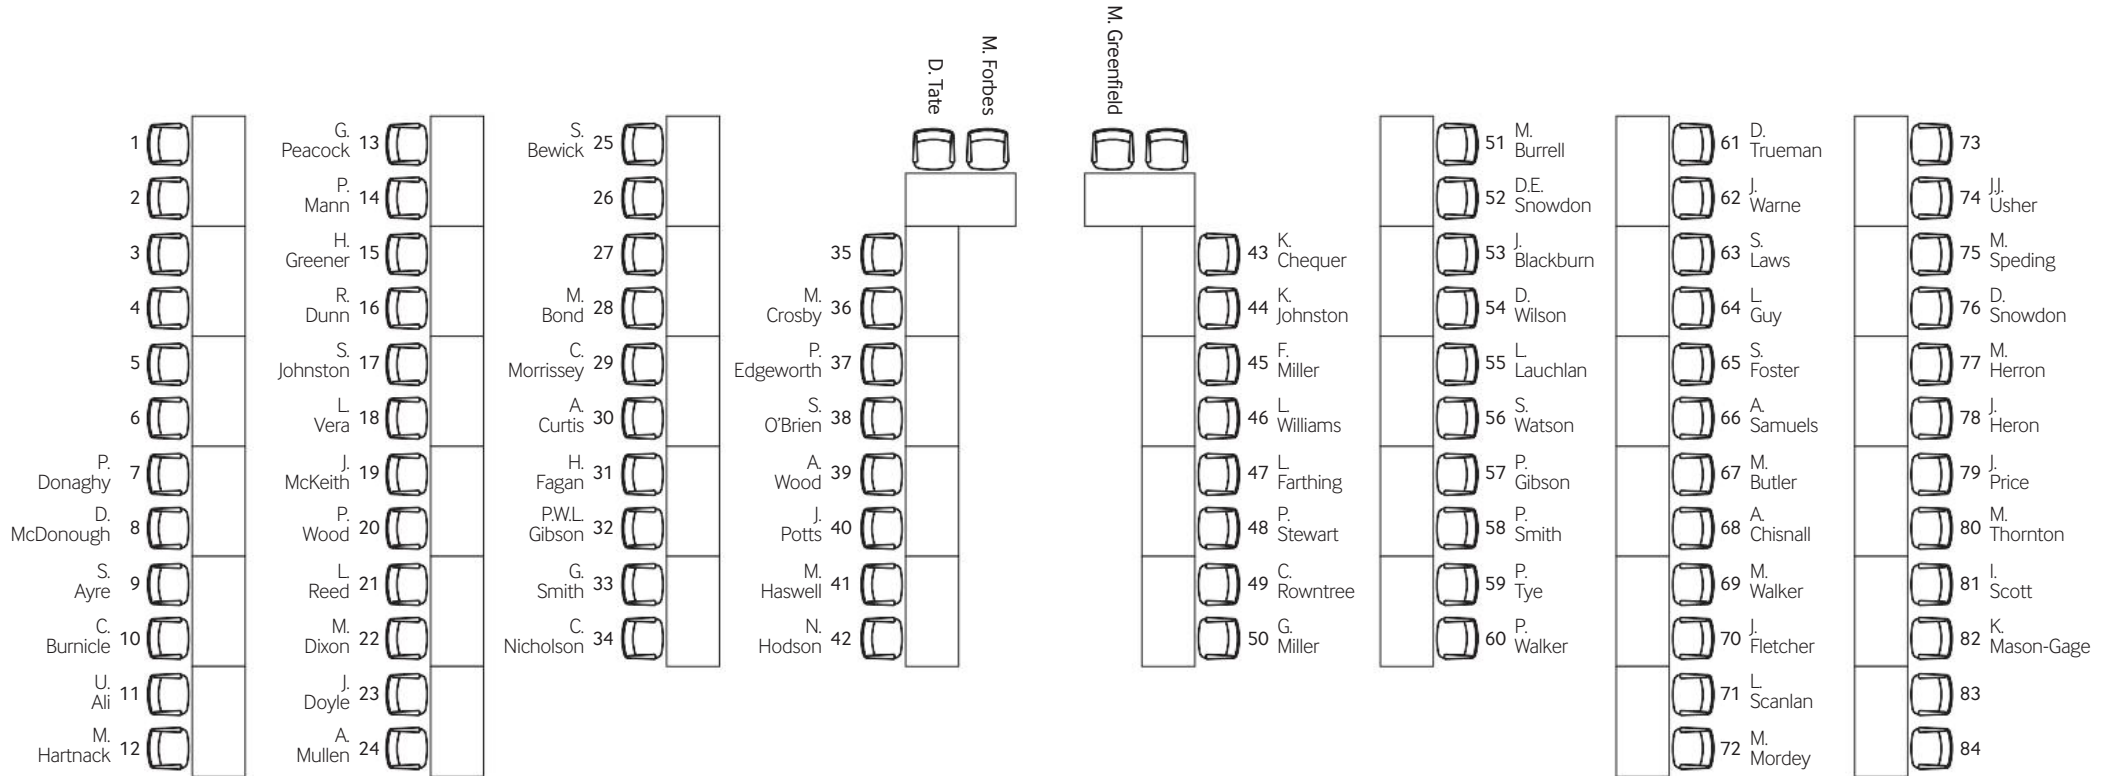 D. Tate
M. Forbes
M. Greenfield
1
2
3
4
5
6
P.
Donaghy 7
D.
McDonough 8
S.
Ayre 9
C.
Burnicle 10
U.
Ali 11
M.
Hartnack 12
G.
Peacock 13
P.
Mann 14
H.
Greener 15
R.
Dunn 16
S.
Johnston 17
L.
Vera 18
J.
McKeith 19
P.
Wood 20
L.
Reed 21
M.
Dixon 22
J.
Doyle 23
A.
Mullen 24
S.
Bewick 25
26
27
M.
Bond 28
C.
Morrissey 29
A.
Curtis 30
H.
Fagan 31
P.W.L.
Gibson 32
G.
Smith 33
C.
Nicholson 34
35
M.
Crosby 36
P.
Edgeworth 37
S.
O'Brien 38
A.
Wood 39
J.
Potts 40
M.
Haswell 41
N.
Hodson 42
43 K.
Chequer
44 K.
Johnston
45 F.
Miller
46 L.
Williams
47 L.
Farthing
48 P.
Stewart
49 C.
Rowntree
50 G.
Miller
51 M.
Burrell
52 D.E.
Snowdon
53 J.
Blackburn
54 D.
Wilson
55 L.
Lauchlan
56 S.
Watson
57 P.
Gibson
58 P.
Smith
59 P.
Tye
60 P.
Walker
61 D.
Trueman
62 J.
Warne
63 S.
Laws
64 L.
Guy
65 S.
Foster
66 A.
Samuels
67 M.
Butler
68 A.
Chisnall
69 M.
Walker
70 J.
Fletcher
71 L.
Scanlan
72 M.
Mordey
73
74 J.J.
Usher
75 M.
Speding
76 D.
Snowdon
77 M.
Herron
78 J.
Heron
79 J.
Price
80 M.
Thornton
81 I.
Scott
82 K.
Mason-Gage
83
84